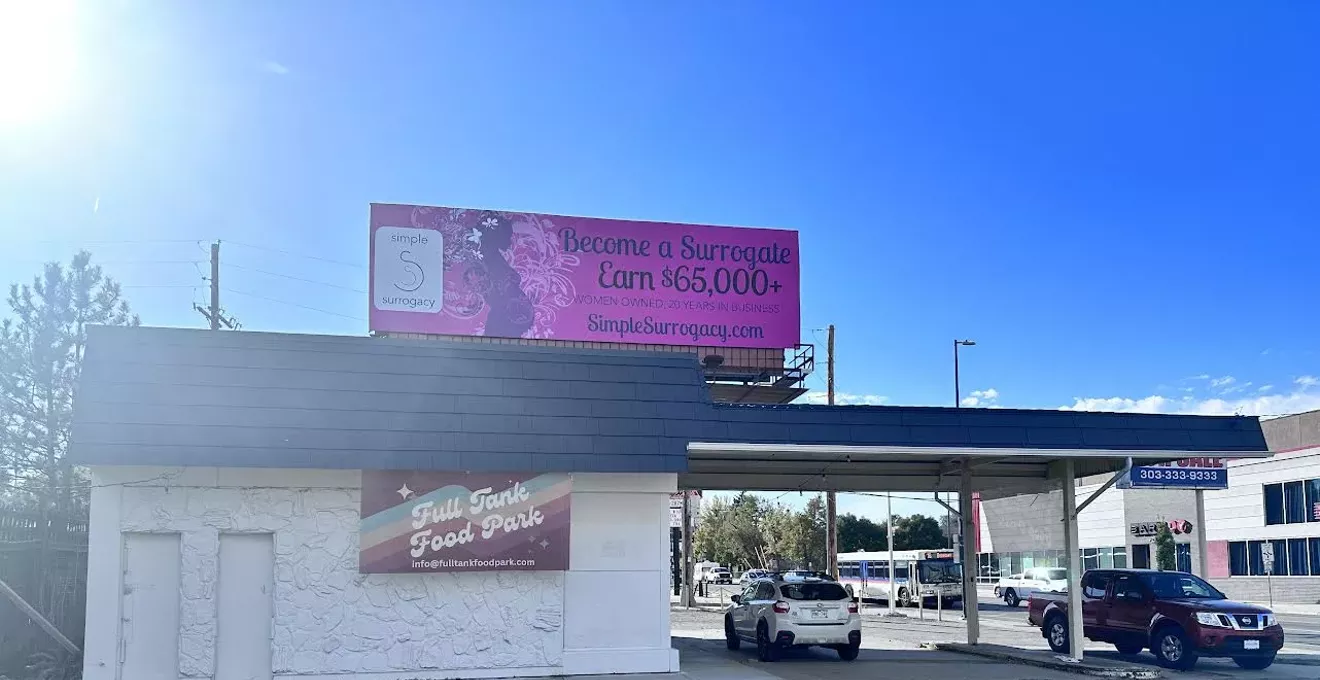 simple
S
surrogacy
Become a Surrogate
Earn $65,000+
WOMEN OWNED, 20 YEARS IN BUSINESS
SimpleSurrogacy.com
Full Tank
Food Park
info@fulltankfoodpark.com
303-333-9333